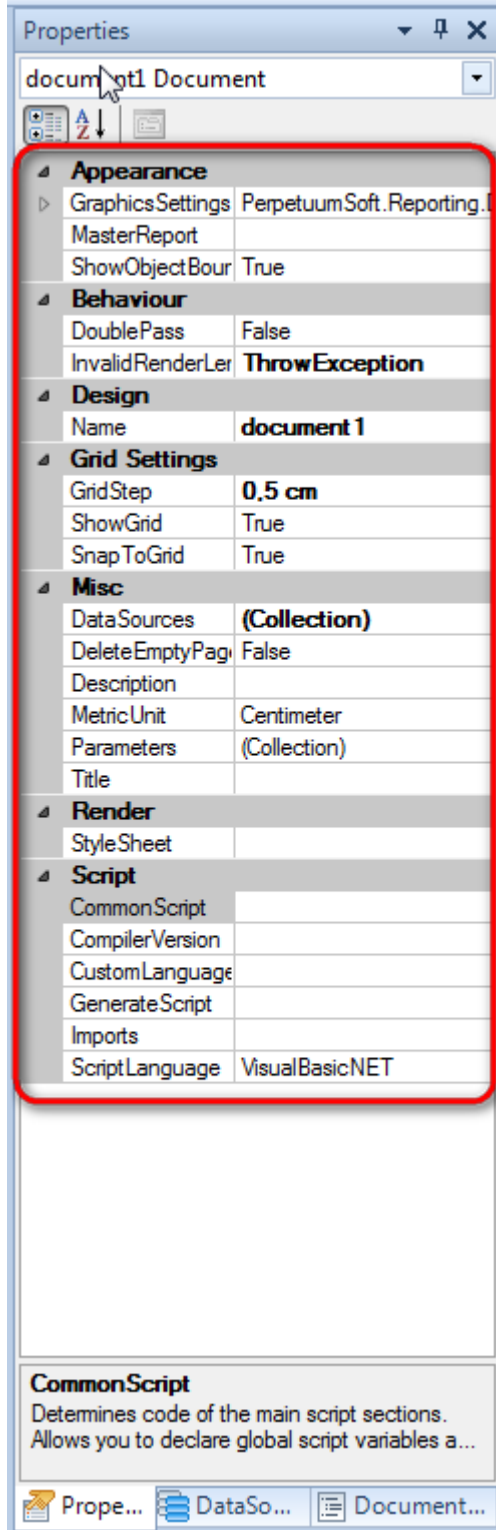 Properties
document1 Document
Appearance
GraphicsSettings PerpetuumSoft.Reporting.
MasterReport
ShowObjectBour True
Behaviour
DoublePass False
InvalidRenderLer ThrowException
Design
Name document1
Grid Settings
GridStep 0,5 cm
ShowGrid True
SnapToGrid True
Misc
DataSources (Collection)
DeleteEmptyPag False
Description
MetricUnit Centimeter
Parameters (Collection)
Title
Render
StyleSheet
Script
CommonScript
CompilerVersion
CustomLanguage
GenerateScript
Imports
ScriptLanguage VisualBasicNET
CommonScript
Determines code of the main script sections.
Allows you to declare global script variables a...
Prope... DataSo... Document...